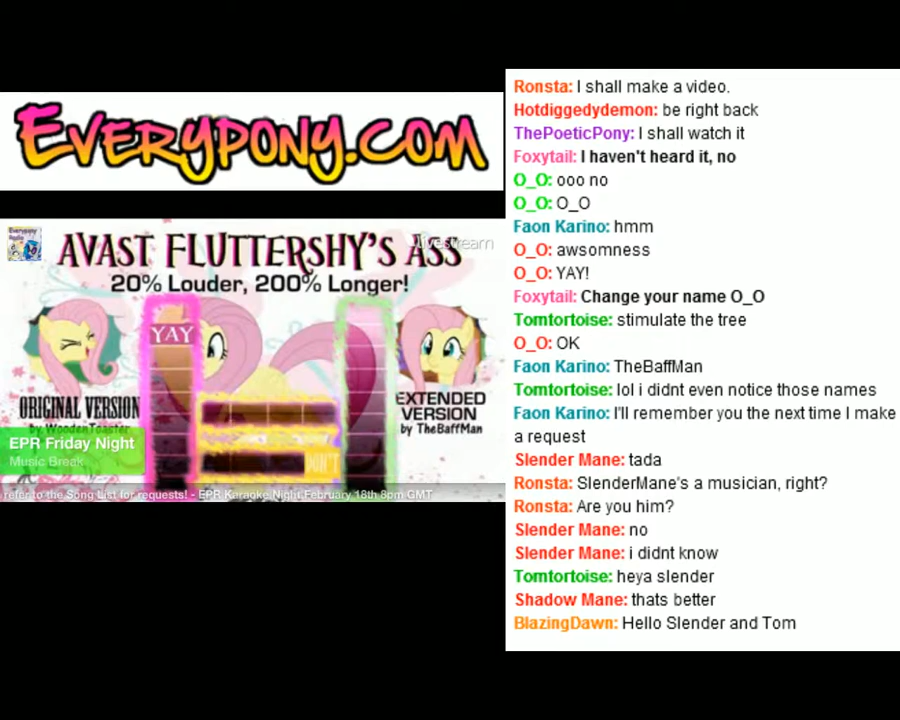 EVERYPONY.COM
Everypony
Radio
Livestream
AVAST FLUTTERSHY'S ASS
20% Louder, 200% Longer!
YAY
ORIGINAL VERSION
by WoodenToaster
EXTENDED
VERSION
by TheBaffMan
DON'T
EPR Friday Night
Music Break
refer to the Song List for requests! - EPR Karaoke Night February 18th 8pm GMT
Ronsta: I shall make a video.
Hotdiggedydemon: be right back
ThePoeticPony: I shall watch it
Foxytail: I haven't heard it, no
O_O: ooo no
O_O: O_O
Faon Karino: hmm
O_O: awsomness
O_O: YAY!
Foxytail: Change your name O_O
Tomtortoise: stimulate the tree
O_O: OK
Faon Karino: TheBaffMan
Tomtortoise: lol i didnt even notice those names
Faon Karino: I'll remember you the next time I make
a request
Slender Mane: tada
Ronsta: SlenderMane's a musician, right?
Ronsta: Are you him?
Slender Mane: no
Slender Mane: i didnt know
Tomtortoise: heya slender
Shadow Mane: thats better
BlazingDawn: Hello Slender and Tom